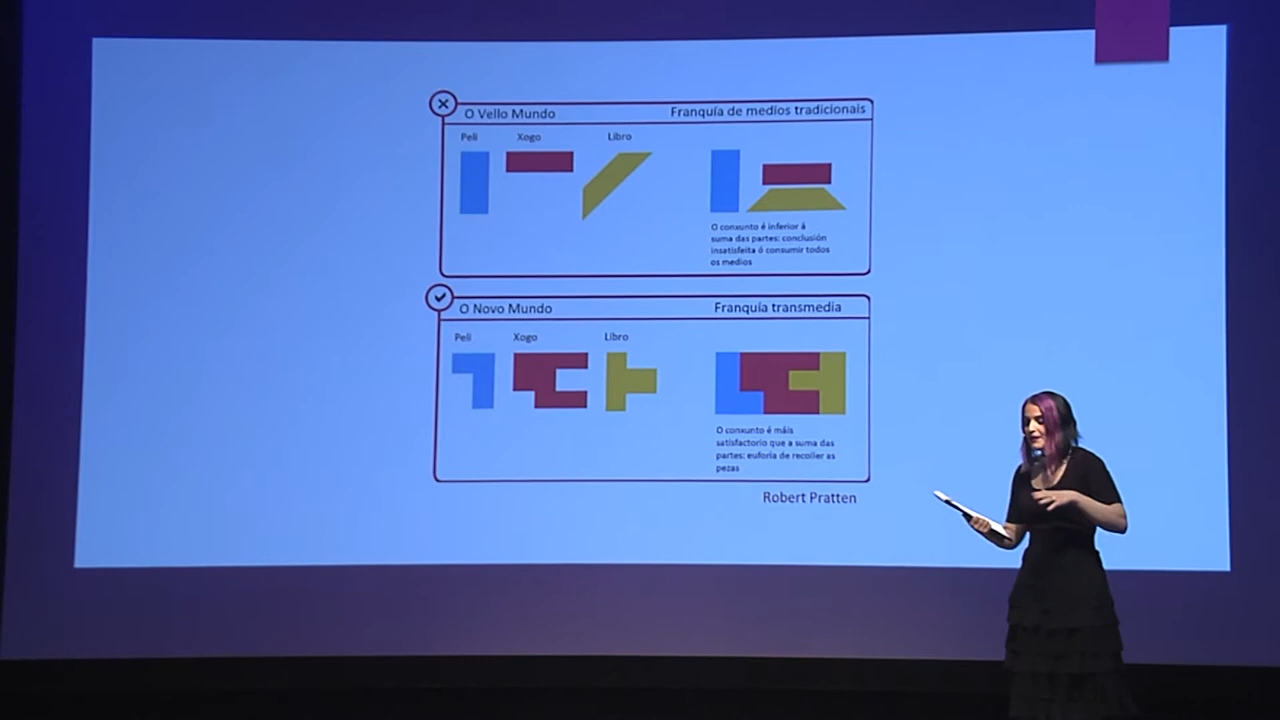 O Vello Mundo
Franquía de medios tradicionais
Peli
Xogo
Libro
O conxunto é inferior á
suma das partes: conclusión
insatisfeita ó consumir todos
os medios
O Novo Mundo
Franquía transmedia
Peli
Xogo
Libro
O conxunto é máis
satisfactorio que a suma das
partes: euforia de recoller as
pezas
Robert Pratten